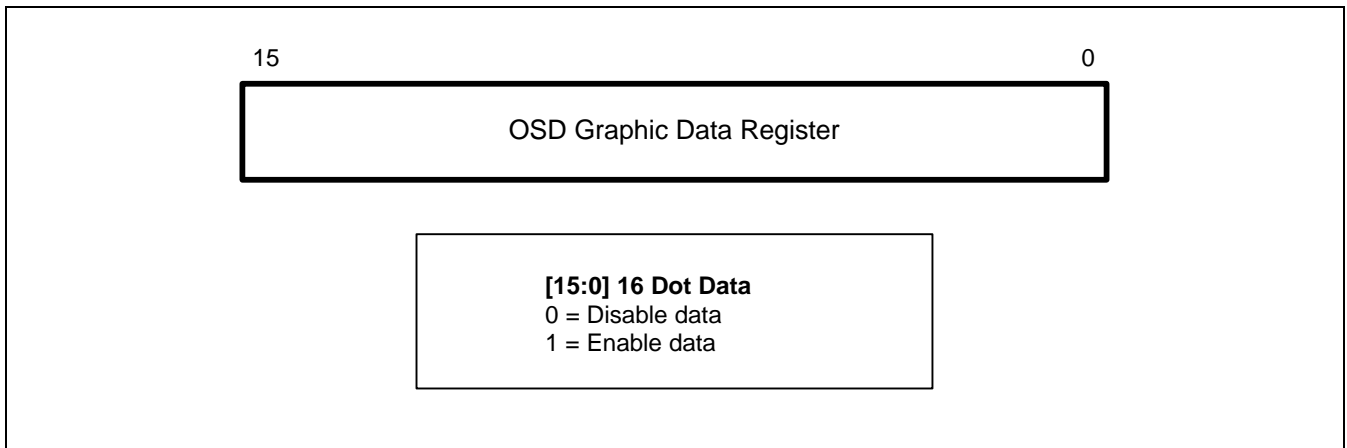 15 0
OSD Graphic Data Register
[15:0] 16 Dot Data
0 = Disable data
1 = Enable data